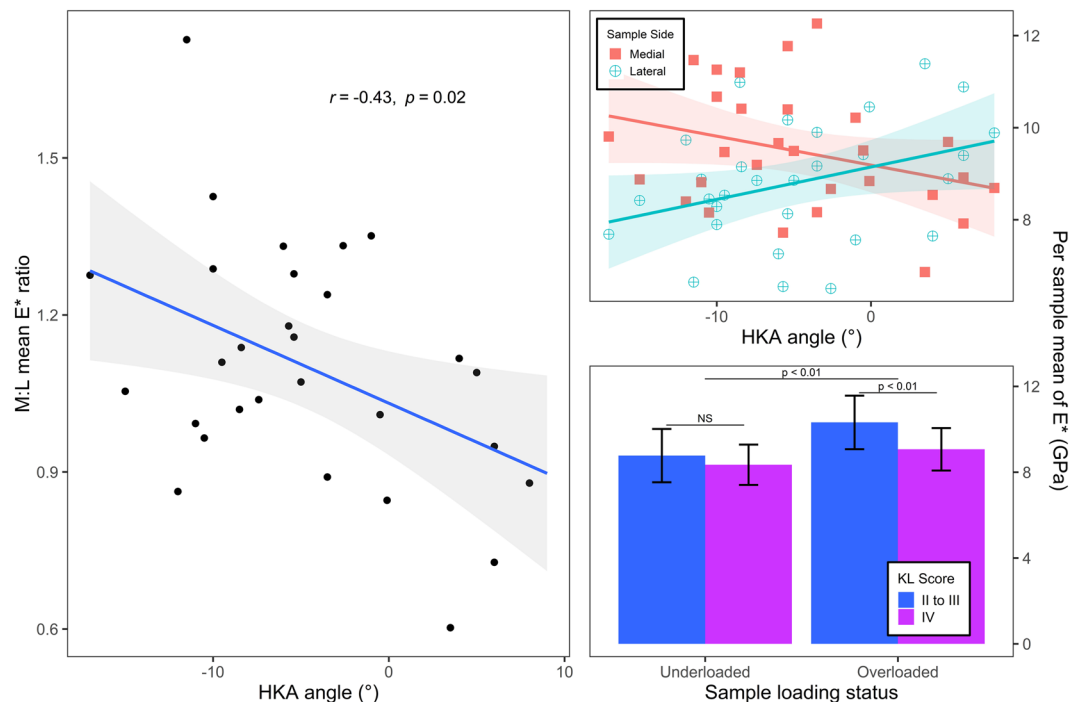 r = -0.43, p = 0.02
1.5
1.2
0.9
0.6
M:L mean E* ratio
-10
0
10
HKA angle (°)
Sample Side
Medial
Lateral
12
10
8
-10
0
HKA angle (°)
Per sample mean of E* (GPa)
p < 0.01
p < 0.01
NS
12
8
4
0
KL Score
II to III
IV
Underloaded
Overloaded
Sample loading status